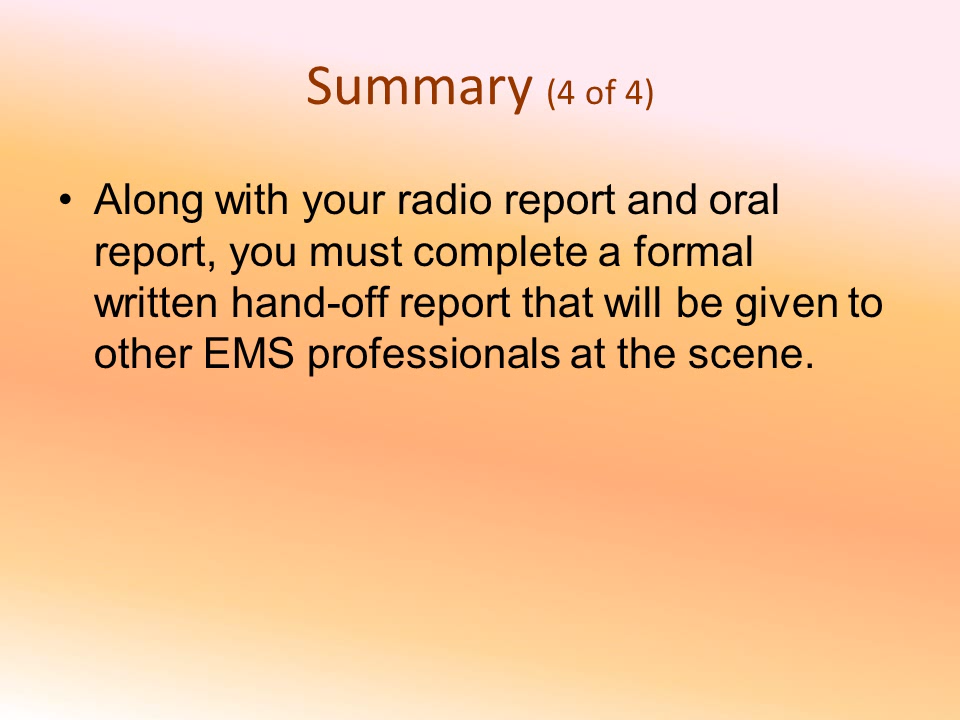 Summary (4 of 4)
• Along with your radio report and oral
report, you must complete a formal
written hand-off report that will be given to
other EMS professionals at the scene.